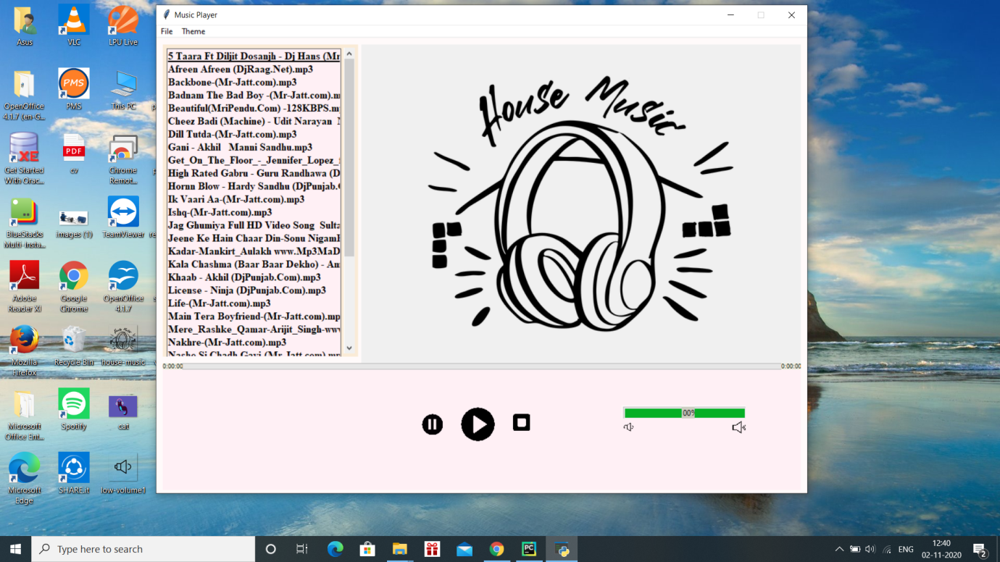 Music Player
File Theme
5 Taara Ft Diljit Dosanjh - Dj Hans (Mr
Afreen Afreen (DjRaag.Net).mp3
Backbone-(Mr-Jatt.com).mp3
Badnam The Bad Boy -(Mr-Jatt.com).m
Beautiful(MriPendu.Com) -128KBPS.m
Cheez Badi (Machine) - Udit Narayan
Dill Tutda-(Mr-Jatt.com).mp3
Gani - Akhil Manni Sandhu.mp3
Get_On_The_Floor_-_Jennifer_Lopez_
High Rated Gabru - Guru Randhawa (D
Hornn Blow - Hardy Sandhu (DjPunjab.
Ik Vaari Aa-(Mr-Jatt.com).mp3
Ishq-(Mr-Jatt.com).mp3
Jag Ghumiya Full HD Video Song Sulta
Jeene Ke Hain Chaar Din-Sonu Nigam
Kadar-Mankirt_Aulakh www.Mp3MaD
Kala Chashma (Baar Baar Dekho) - Am
Khaab - Akhil (DjPunjab.Com).mp3
License - Ninja (DjPunjab.Com).mp3
Life-(Mr-Jatt.com).mp3
Main Tera Boyfriend-(Mr-Jatt.com).mp
Mere_Rashke_Qamar-Arijit_Singh-ww
Nakhre-(Mr-Jatt.com).mp3
Nashe Si Chadh Gayi (Mr-Jatt.com).mp
House Music
0:00:00
0:00:00
00%
Asus
VLC
LPU Live
OpenOffice
4.1.7 (en-G...
PMS
PMS
This PC
XE
PDF
Get Started
With Orac...
cv
Chrome
Remot...
BlueStacks
Multi-Insta...
images (1)
TeamViewer
Adobe
Reader XI
Google
Chrome
OpenOffice
4.1.7
Mozilla
Firefox
Recycle Bin
house-music
Microsoft
Office Ent...
Spotify
cat
Microsoft
Edge
SHAREit
low-volume1
Type here to search
PC
ENG
12:40
02-11-2020
2